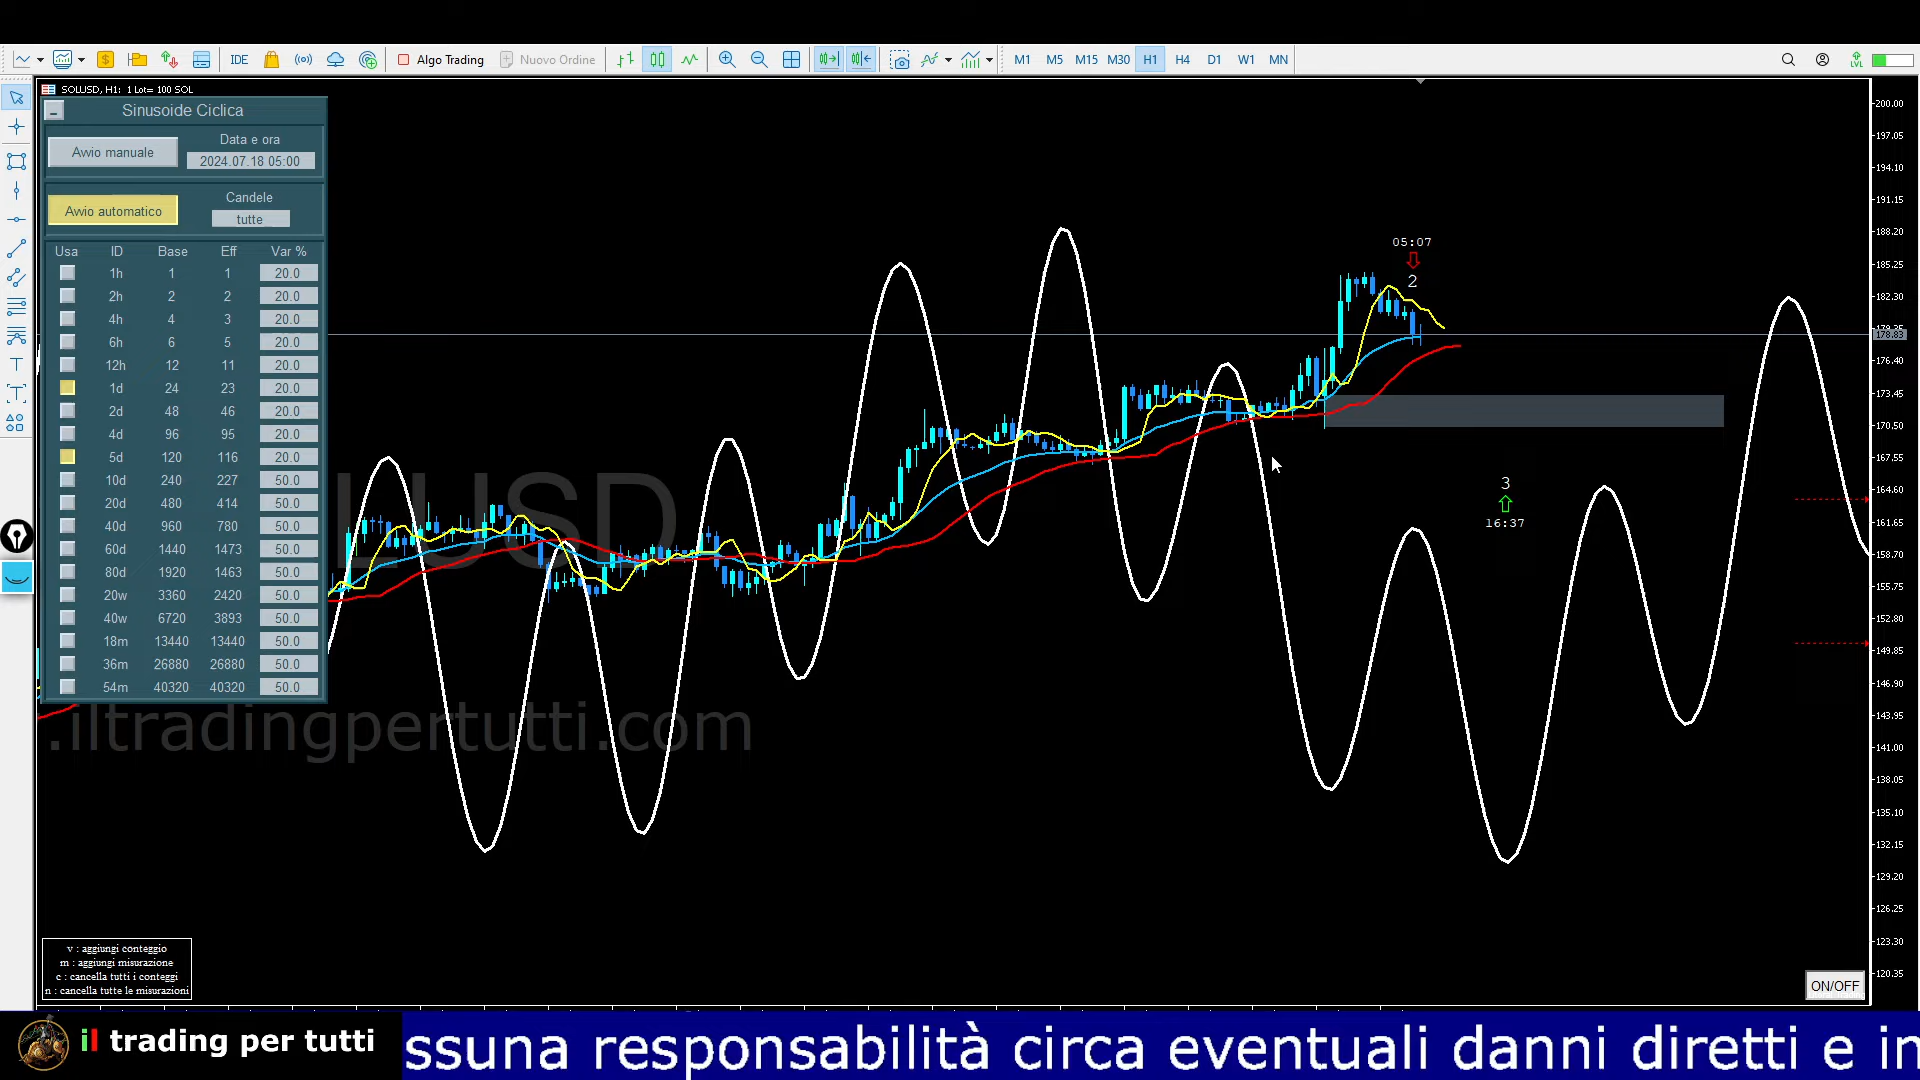 IDE
Algo Trading
Nuovo Ordine
M1 M5 M15 M30 H1 H4 D1 W1 MN
LVL
SOLUSD, H1: 1 Lot= 100 SOL
Sinusoide Ciclica
Data e ora
Avvio manuale
2024.07.18 05:00
Candele
Avvio automatico
tutte
Usa ID Base Eff Var %
1h 1 1 20.0
2h 2 2 20.0
4h 4 3 20.0
6h 6 5 20.0
12h 12 11 20.0
1d 24 23 20.0
2d 48 46 20.0
4d 96 95 20.0
5d 120 116 20.0
10d 240 227 50.0
20d 480 414 50.0
40d 960 780 50.0
60d 1440 1473 50.0
80d 1920 1463 50.0
20w 3360 2420 50.0
40w 6720 3893 50.0
18m 13440 13440 50.0
36m 26880 26880 50.0
54m 40320 40320 50.0
LUSD
.iltradingpertutti.com
05:07
2
3
16:37
200.00
197.05
194.10
191.15
188.20
185.25
182.30
178.83
176.40
173.45
170.50
167.55
164.60
161.65
158.70
155.75
152.80
149.85
146.90
143.95
141.00
138.05
135.10
132.15
129.20
126.25
123.30
120.35
v : aggiungi conteggio
m : aggiungi misurazione
c : cancella tutti i conteggi
n : cancella tutte le misurazioni
ON/OFF
il trading per tutti
ssuna responsabilità circa eventuali danni diretti e in